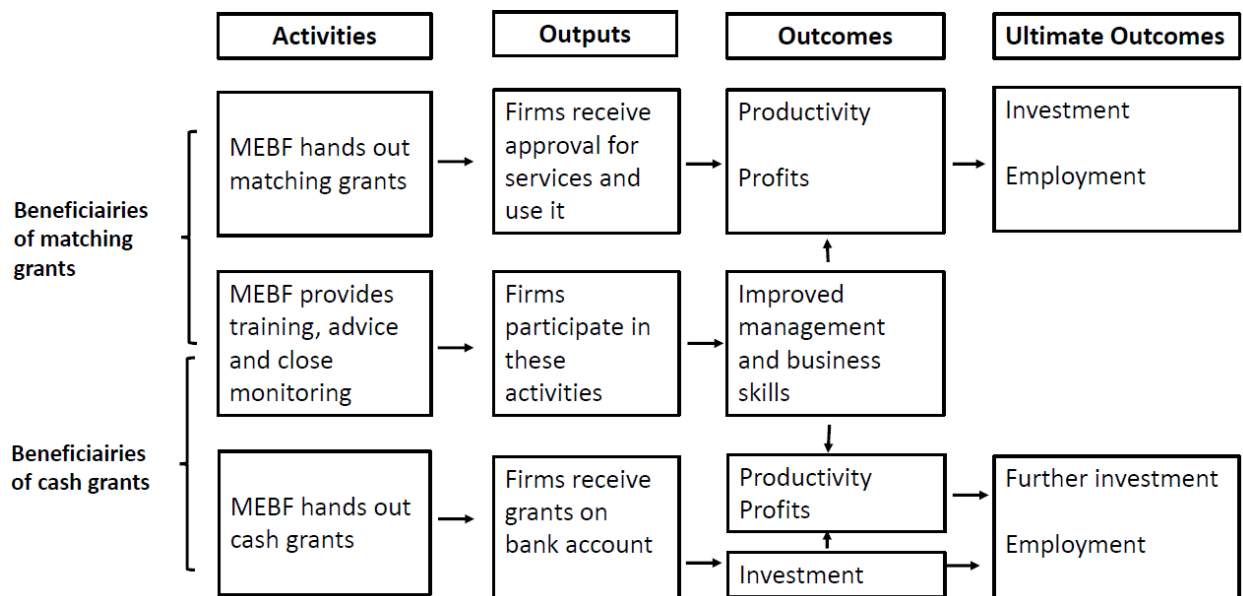 Activities
Outputs
Outcomes
Ultimate Outcomes
Beneficiairies
of matching
grants
MEBF hands out
matching grants
Firms receive
approval for
services and
use it
Productivity
Profits
Investment
Employment
MEBF provides
training, advice
and close
monitoring
Firms
participate in
these
activities
Improved
management
and business
skills
Beneficiairies
of cash grants
MEBF hands out
cash grants
Firms receive
grants on
bank account
Productivity
Profits
Investment
Further investment
Employment